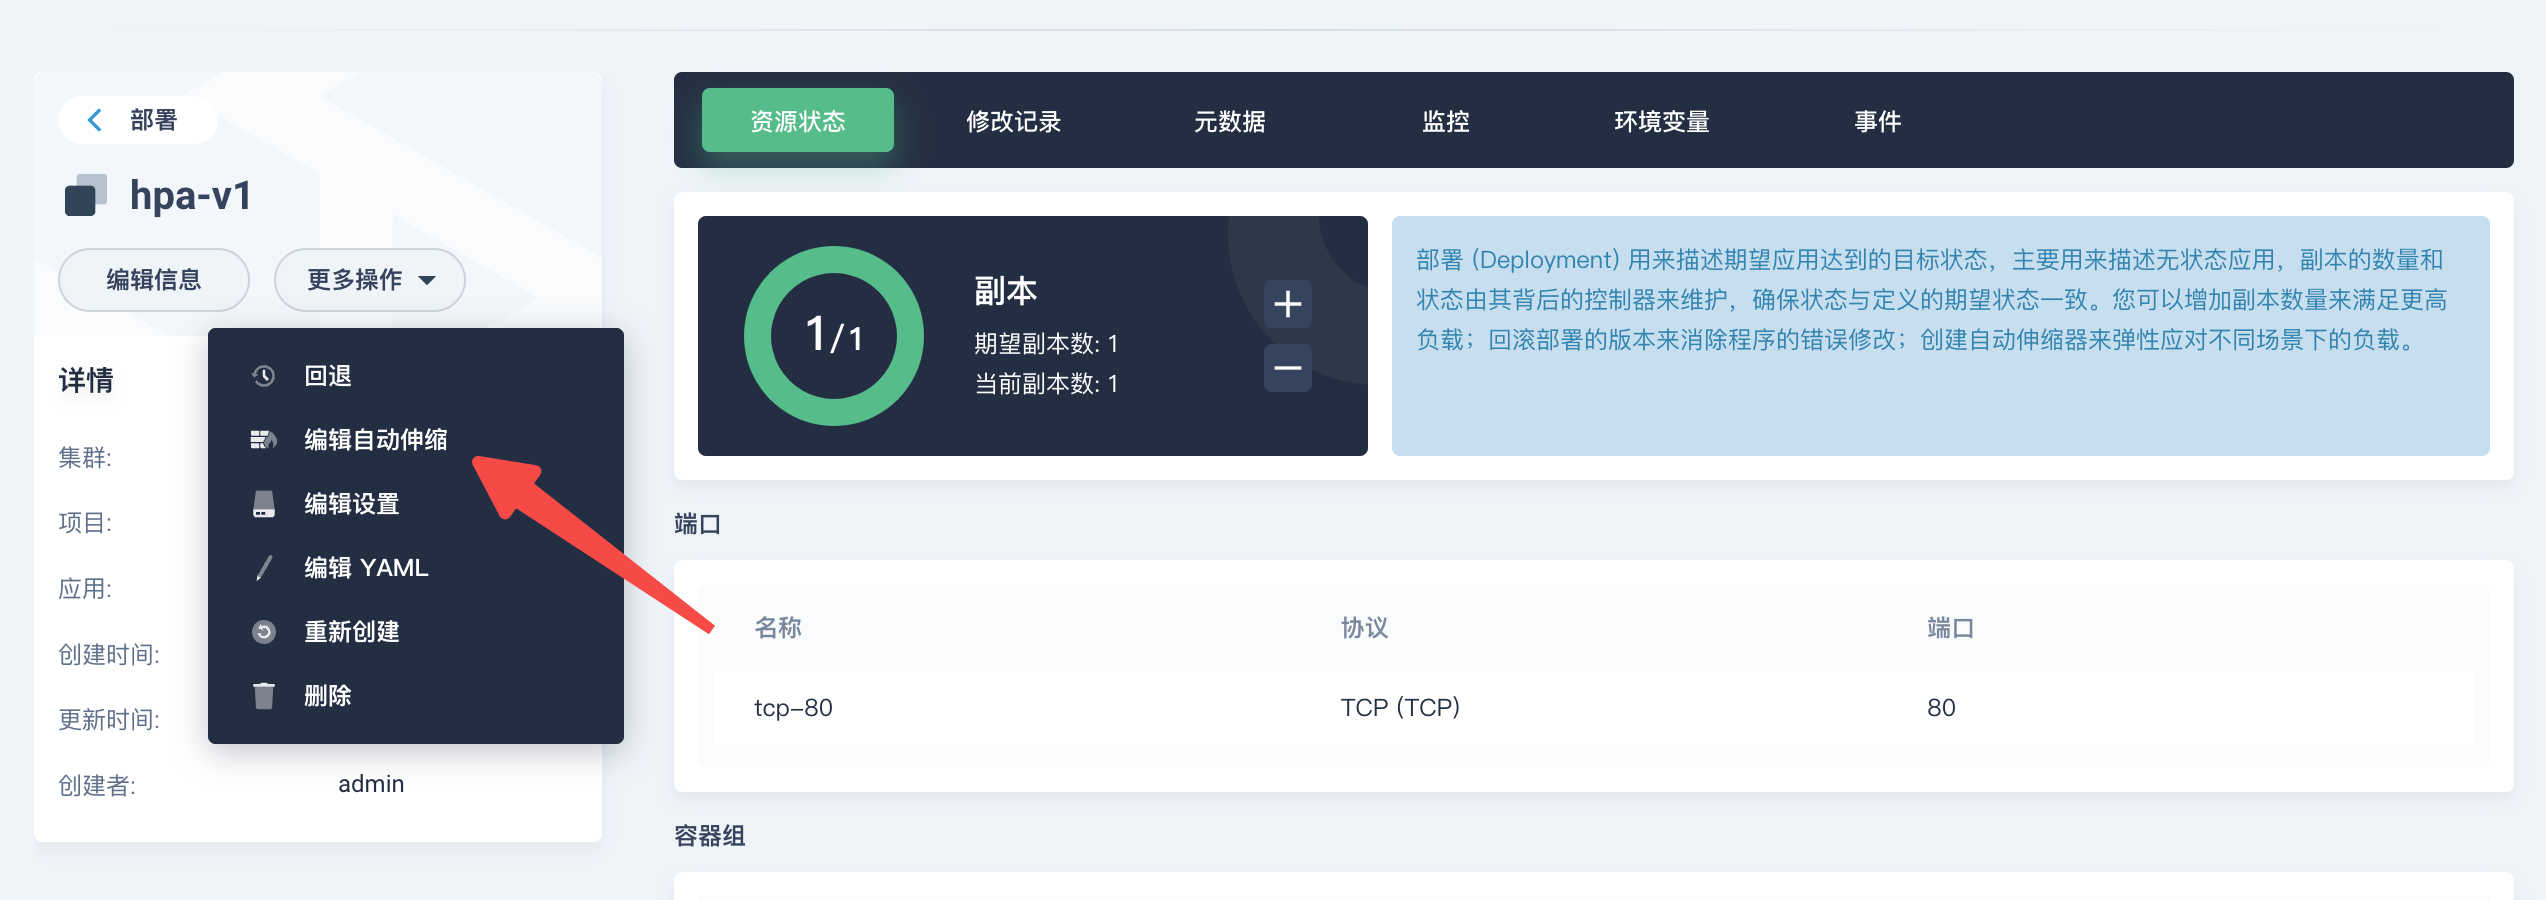 部署
hpa-v1
编辑信息
更多操作
回退
编辑自动伸缩
编辑设置
编辑 YAML
重新创建
删除
详情
集群:
项目:
应用:
创建时间:
更新时间:
创建者:
admin
资源状态
修改记录
元数据
监控
环境变量
事件
1/1
副本
期望副本数: 1
当前副本数: 1
部署 (Deployment) 用来描述期望应用达到的目标状态，主要用来描述无状态应用，副本的数量和
状态由其背后的控制器来维护，确保状态与定义的期望状态一致。您可以增加副本数量来满足更高
负载；回滚部署的版本来消除程序的错误修改；创建自动伸缩器来弹性应对不同场景下的负载。
端口
名称 协议 端口
tcp-80 TCP (TCP) 80
容器组